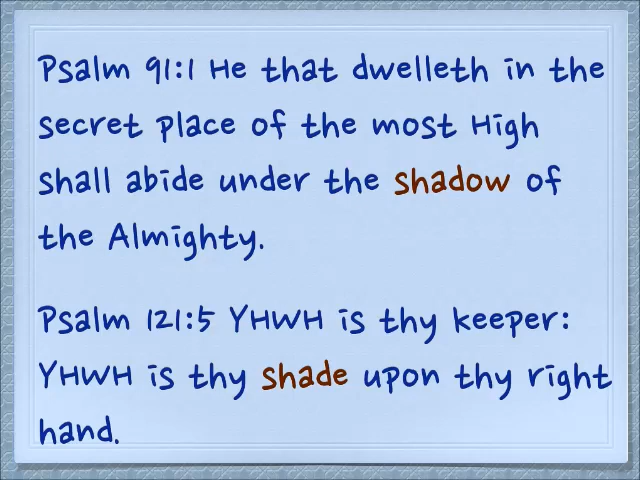 Psalm 91:1 He that dwelleth in the
secret place of the most High
shall abide under the shadow of
the Almighty.
Psalm 121:5 YHWH is thy keeper:
YHWH is thy shade upon thy right
hand.